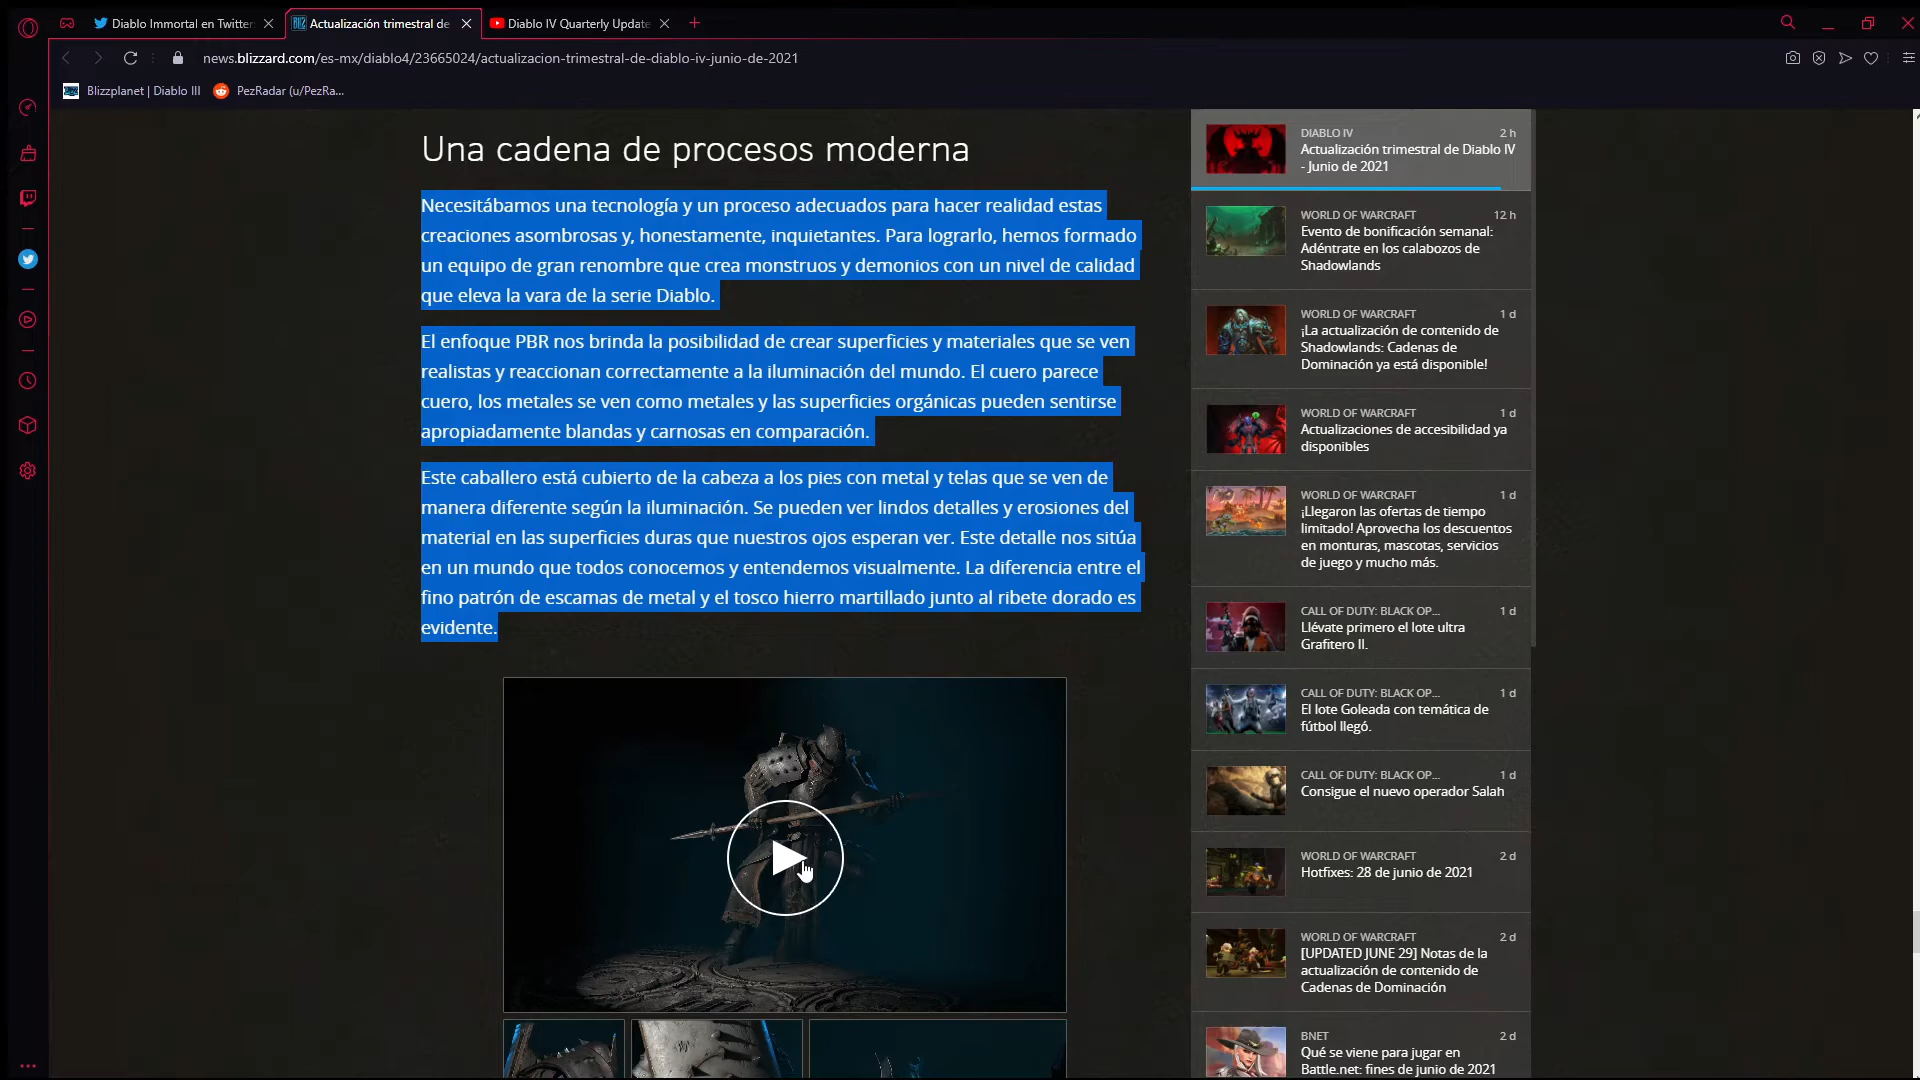 Diablo Immortal en Twitter:
Actualización trimestral de
Diablo IV Quarterly Update
news.blizzard.com/es-mx/diablo4/23665024/actualizacion-trimestral-de-diablo-iv-junio-de-2021
Blizzplanet | Diablo III
PezRadar (u/PezRa...
Una cadena de procesos moderna
Necesitábamos una tecnología y un proceso adecuados para hacer realidad estas
creaciones asombrosas y, honestamente, inquietantes. Para lograrlo, hemos formado
un equipo de gran renombre que crea monstruos y demonios con un nivel de calidad
que eleva la vara de la serie Diablo.
El enfoque PBR nos brinda la posibilidad de crear superficies y materiales que se ven
realistas y reaccionan correctamente a la iluminación del mundo. El cuero parece
cuero, los metales se ven como metales y las superficies orgánicas pueden sentirse
apropiadamente blandas y carnosas en comparación.
Este caballero está cubierto de la cabeza a los pies con metal y telas que se ven de
manera diferente según la iluminación. Se pueden ver lindos detalles y erosiones del
material en las superficies duras que nuestros ojos esperan ver. Este detalle nos sitúa
en un mundo que todos conocemos y entendemos visualmente. La diferencia entre el
fino patrón de escamas de metal y el tosco hierro martillado junto al ribete dorado es
evidente.
DIABLO IV 2 h
Actualización trimestral de Diablo IV
- Junio de 2021
WORLD OF WARCRAFT 12 h
Evento de bonificación semanal:
Adéntrate en los calabozos de
Shadowlands
WORLD OF WARCRAFT 1 d
¡La actualización de contenido de
Shadowlands: Cadenas de
Dominación ya está disponible!
WORLD OF WARCRAFT 1 d
Actualizaciones de accesibilidad ya
disponibles
WORLD OF WARCRAFT 1 d
¡Llegaron las ofertas de tiempo
limitado! Aprovecha los descuentos
en monturas, mascotas, servicios
de juego y mucho más.
CALL OF DUTY: BLACK OP... 1 d
Llévate primero el lote ultra
Grafitero II.
CALL OF DUTY: BLACK OP... 1 d
El lote Goleada con temática de
fútbol llegó.
CALL OF DUTY: BLACK OP... 1 d
Consigue el nuevo operador Salah
WORLD OF WARCRAFT 2 d
Hotfixes: 28 de junio de 2021
WORLD OF WARCRAFT 2 d
[UPDATED JUNE 29] Notas de la
actualización de contenido de
Cadenas de Dominación
BNET 2 d
Qué se viene para jugar en
Battle.net: fines de junio de 2021